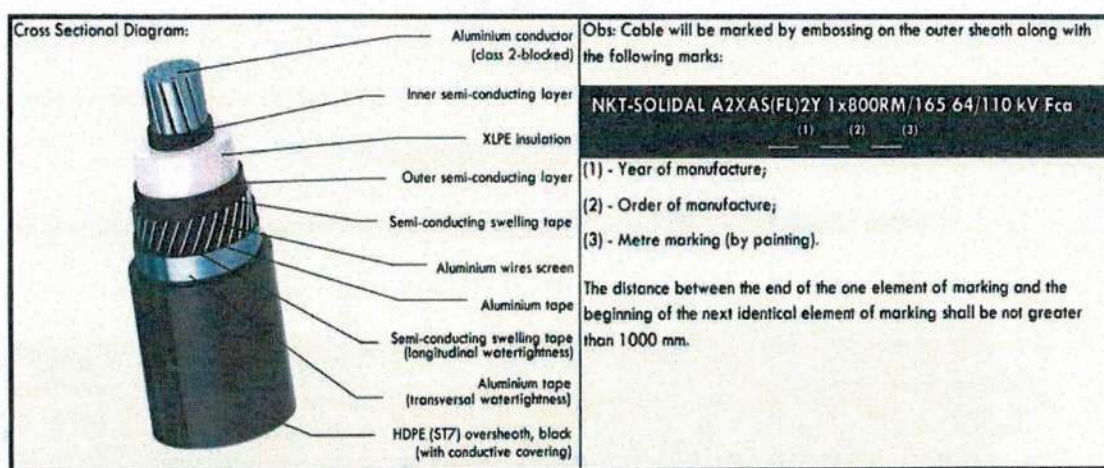 Cross Sectional Diagram:
Aluminium conductor
(class 2-blocked)
Inner semi-conducting layer
XLPE insulation
Outer semi-conducting layer
Semi-conducting swelling tape
Aluminium wires screen
Aluminium tape
Semi-conducting swelling tape
(longitudinal watertightness)
Aluminium tape
(transversal watertightness)
HDPE (ST7) oversheath, black
(with conductive covering)
Obs: Cable will be marked by embossing on the outer sheath along with
the following marks:
NKT-SOLIDAL A2XAS(FL)2Y 1x800RM/165 64/110 kV Fca
___(1) ___(2) ___(3)
(1) - Year of manufacture;
(2) - Order of manufacture;
(3) - Metre marking (by painting).
The distance between the end of the one element of marking and the
beginning of the next identical element of marking shall be not greater
than 1000 mm.